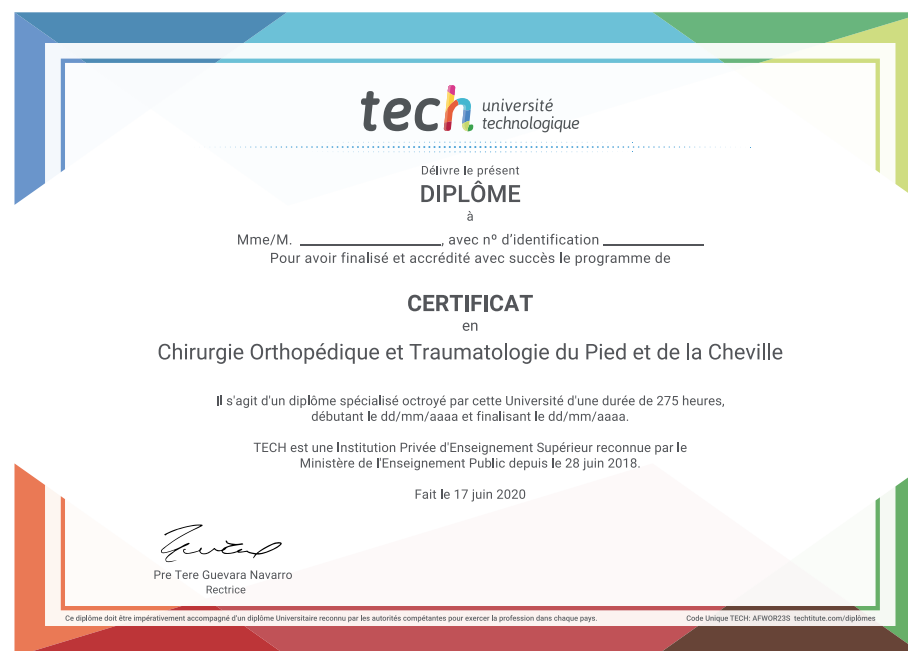 tech université
technologique
Délivre le présent
DIPLÔME
à
Mme/M. ____________________, avec nº d'identification ______________
Pour avoir finalisé et accrédité avec succès le programme de
CERTIFICAT
en
Chirurgie Orthopédique et Traumatologie du Pied et de la Cheville
Il s'agit d'un diplôme spécialisé octroyé par cette Université d'une durée de 275 heures,
débutant le dd/mm/aaaa et finalisant le dd/mm/aaaa.
TECH est une Institution Privée d'Enseignement Supérieur reconnue par le
Ministère de l'Enseignement Public depuis le 28 juin 2018.
Fait le 17 juin 2020
Pre Tere Guevara Navarro
Rectrice
Ce diplôme doit être impérativement accompagné d'un diplôme Universitaire reconnu par les autorités compétantes pour exercer la profession dans chaque pays.
Code Unique TECH: AFWOR23S techtitute.com/diplômes